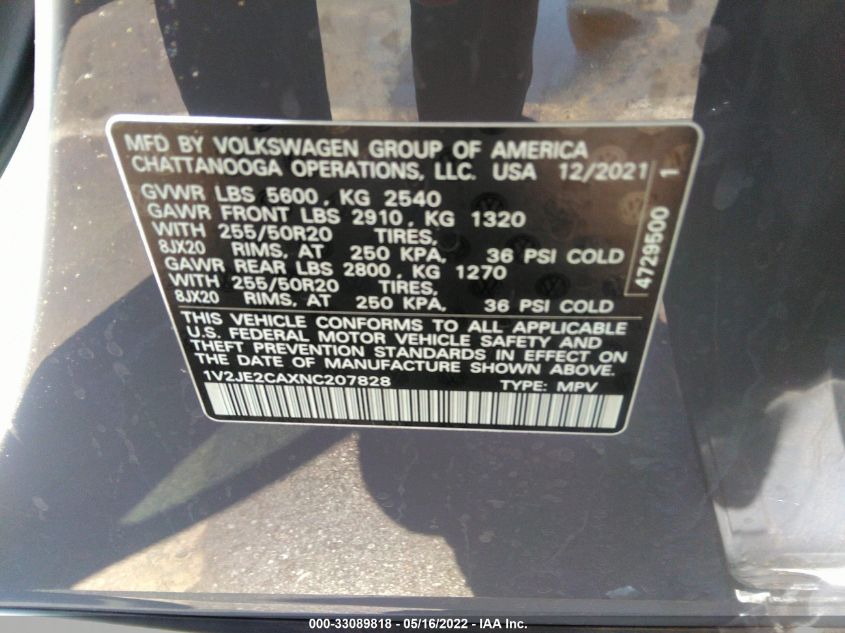 MFD BY VOLKSWAGEN GROUP OF AMERICA
CHATTANOOGA OPERATIONS, LLC. USA 12/2021
GVWR LBS 5600, KG 2540
GAWR FRONT LBS 2910, KG 1320
WITH 255/50R20 TIRES,
8JX20 RIMS, AT 250 KPA, 36 PSI COLD
GAWR REAR LBS 2800, KG 1270
WITH 255/50R20 TIRES,
8JX20 RIMS, AT 250 KPA, 36 PSI COLD
THIS VEHICLE CONFORMS TO ALL APPLICABLE
U.S. FEDERAL MOTOR VEHICLE SAFETY AND
THEFT PREVENTION STANDARDS IN EFFECT ON
THE DATE OF MANUFACTURE SHOWN ABOVE.
1V2JE2CAXNC207828 TYPE: MPV
4729500 1
000-33089818 - 05/16/2022 - IAA Inc.